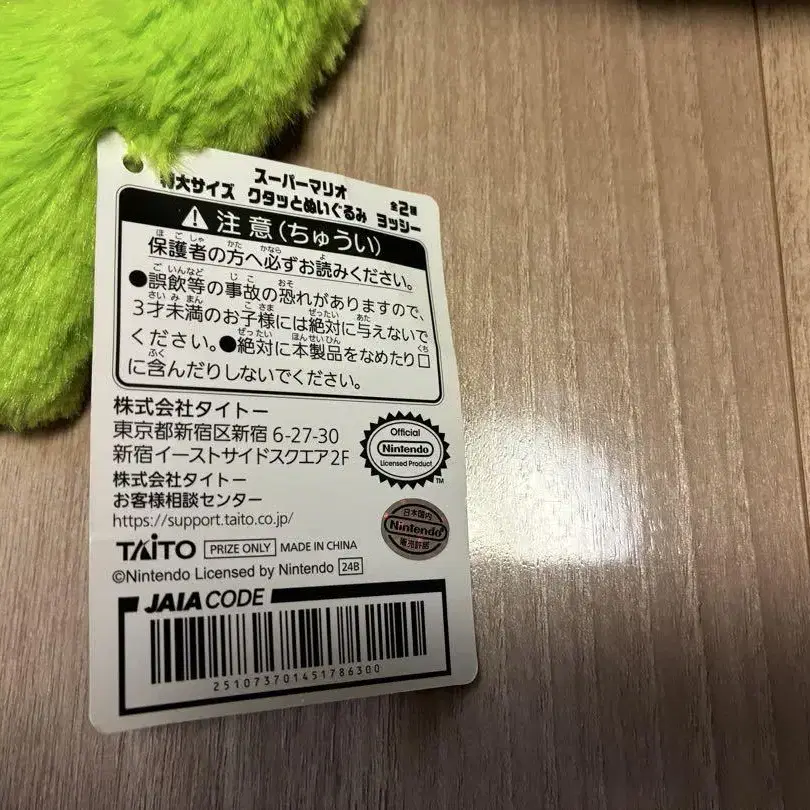 スーパーマリオ
特大サイズ クタッとぬいぐるみ ヨッシー 全2種
注意(ちゅうい)
保護者の方へ必ずお読みください。
●誤飲等の事故の恐れがありますので、
3才未満のお子様には絶対に与えないで
ください。●絶対に本製品をなめたり口
に含んだりしないでください。
株式会社タイトー
東京都新宿区新宿 6-27-30
新宿イーストサイドスクエア2F
株式会社タイトー
お客様相談センター
https://support.taito.co.jp/
TAITO PRIZE ONLY MADE IN CHINA
©Nintendo Licensed by Nintendo 24B
Official
Nintendo
Licensed Product
TM
日本国内
Nintendo
販売許諾
JAIA CODE
251073701451786300